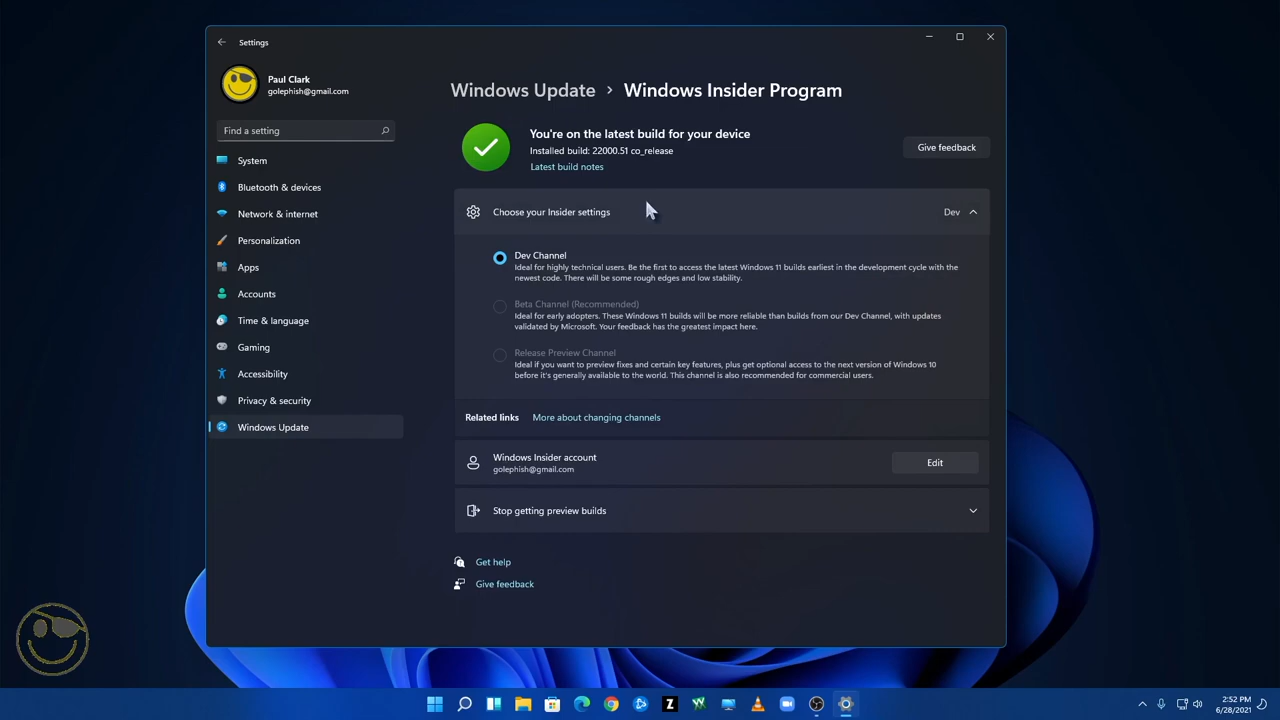 Settings
Paul Clark
golephish@gmail.com
Find a setting
System
Bluetooth & devices
Network & internet
Personalization
Apps
Accounts
Time & language
Gaming
Accessibility
Privacy & security
Windows Update
Windows Update > Windows Insider Program
You're on the latest build for your device
Installed build: 22000.51 co_release
Latest build notes
Give feedback
Choose your Insider settings
Dev
Dev Channel
Ideal for highly technical users. Be the first to access the latest Windows 11 builds earliest in the development cycle with the
newest code. There will be some rough edges and low stability.
Beta Channel (Recommended)
Ideal for early adopters. These Windows 11 builds will be more reliable than builds from our Dev Channel, with updates
validated by Microsoft. Your feedback has the greatest impact here.
Release Preview Channel
Ideal if you want to preview fixes and certain key features, plus get optional access to the next version of Windows 10
before it's generally available to the world. This channel is also recommended for commercial users.
Related links More about changing channels
Windows Insider account
golephish@gmail.com
Edit
Stop getting preview builds
Get help
Give feedback
Z
2:52 PM
6/28/2021